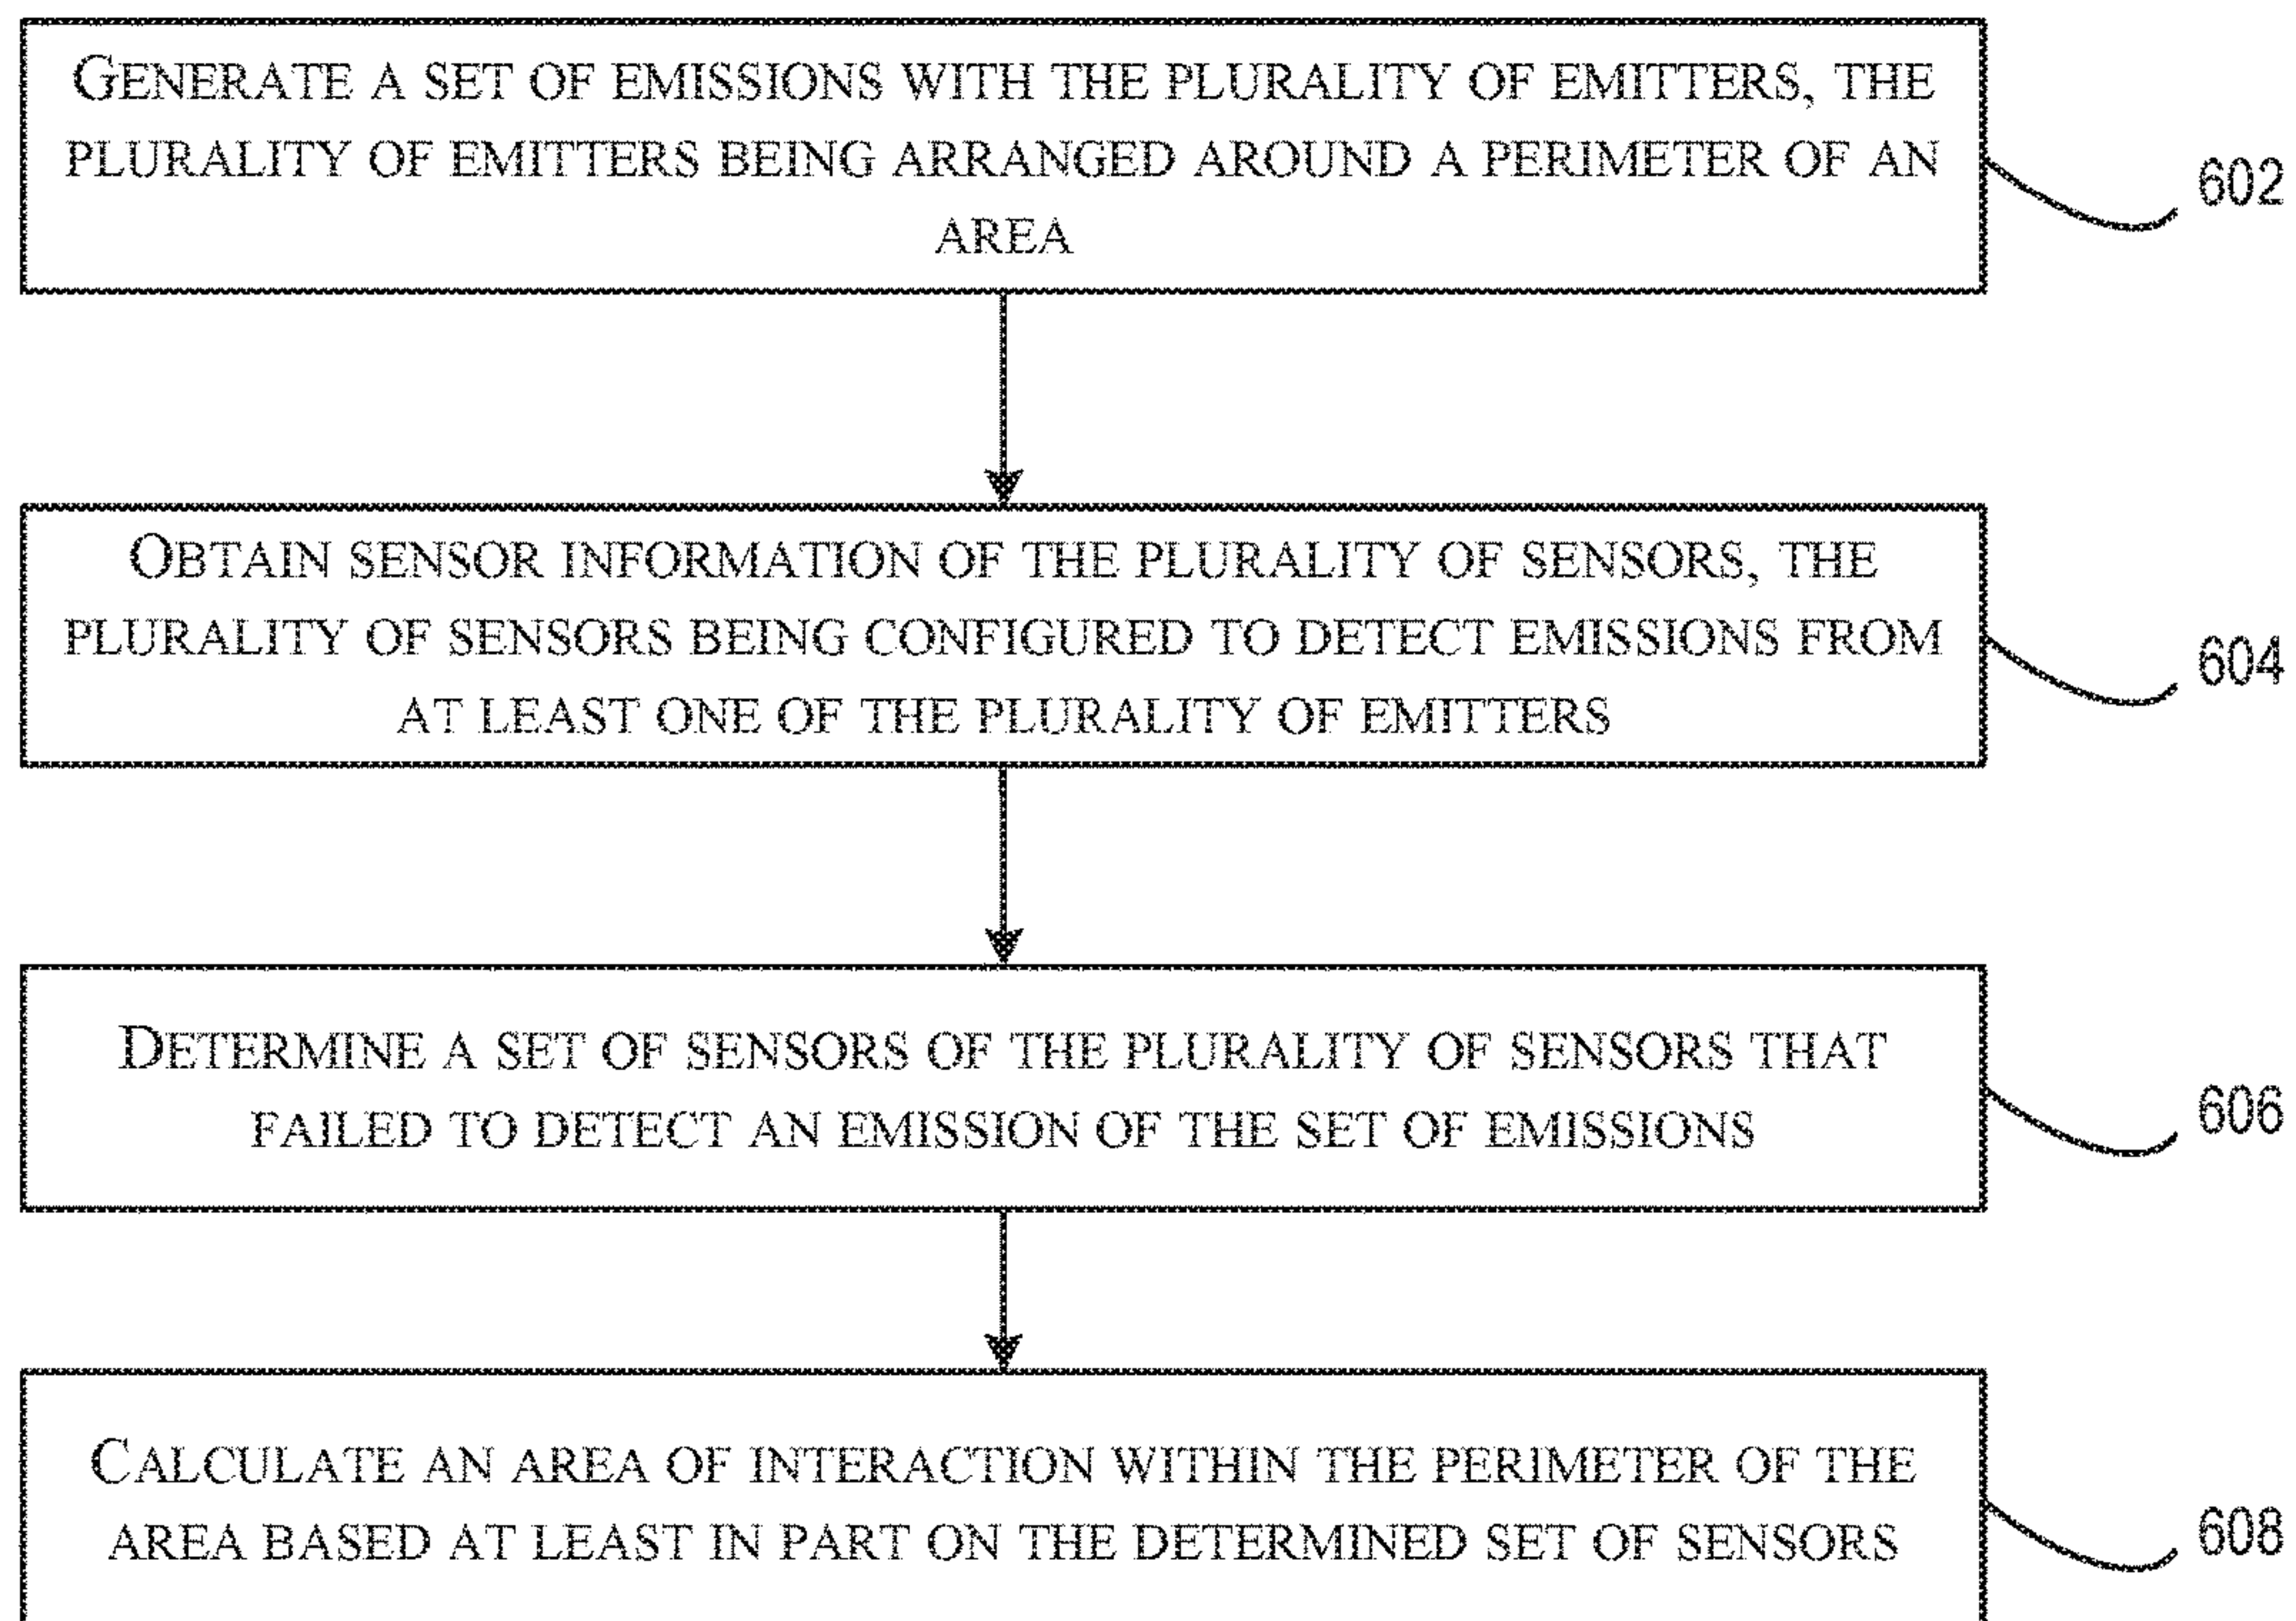 GENERATE A SET OF EMISSIONS WITH THE PLURALITY OF EMITTERS, THE
PLURALITY OF EMITTERS BEING ARRANGED AROUND A PERIMETER OF AN
AREA
602
OBTAIN SENSOR INFORMATION OF THE PLURALITY OF SENSORS, THE
PLURALITY OF SENSORS BEING CONFIGURED TO DETECT EMISSIONS FROM
AT LEAST ONE OF THE PLURALITY OF EMITTERS
604
DETERMINE A SET OF SENSORS OF THE PLURALITY OF SENSORS THAT
FAILED TO DETECT AN EMISSION OF THE SET OF EMISSIONS
606
CALCULATE AN AREA OF INTERACTION WITHIN THE PERIMETER OF THE
AREA BASED AT LEAST IN PART ON THE DETERMINED SET OF SENSORS
608